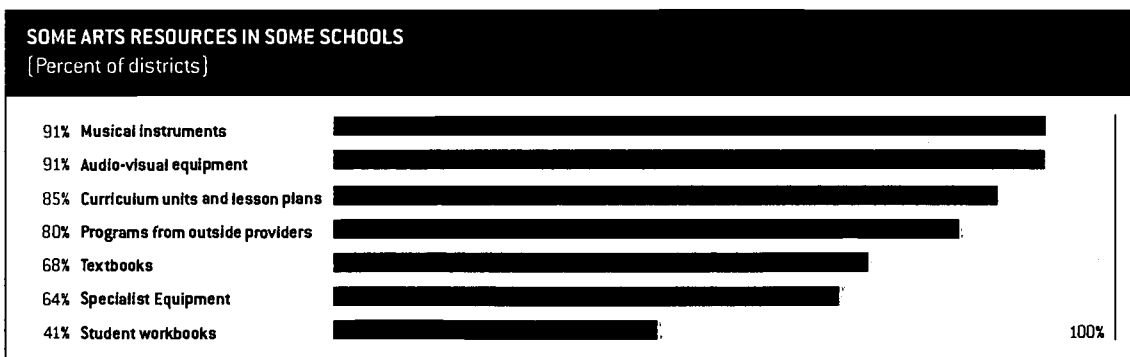 SOME ARTS RESOURCES IN SOME SCHOOLS
(Percent of districts)
91% Musical instruments
91% Audio-visual equipment
85% Curriculum units and lesson plans
80% Programs from outside providers
68% Textbooks
64% Specialist Equipment
41% Student workbooks
100%